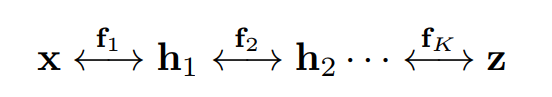 x ⟷^{f₁} h₁ ⟷^{f₂} h₂ ⋯ ⟷^{f_K} z